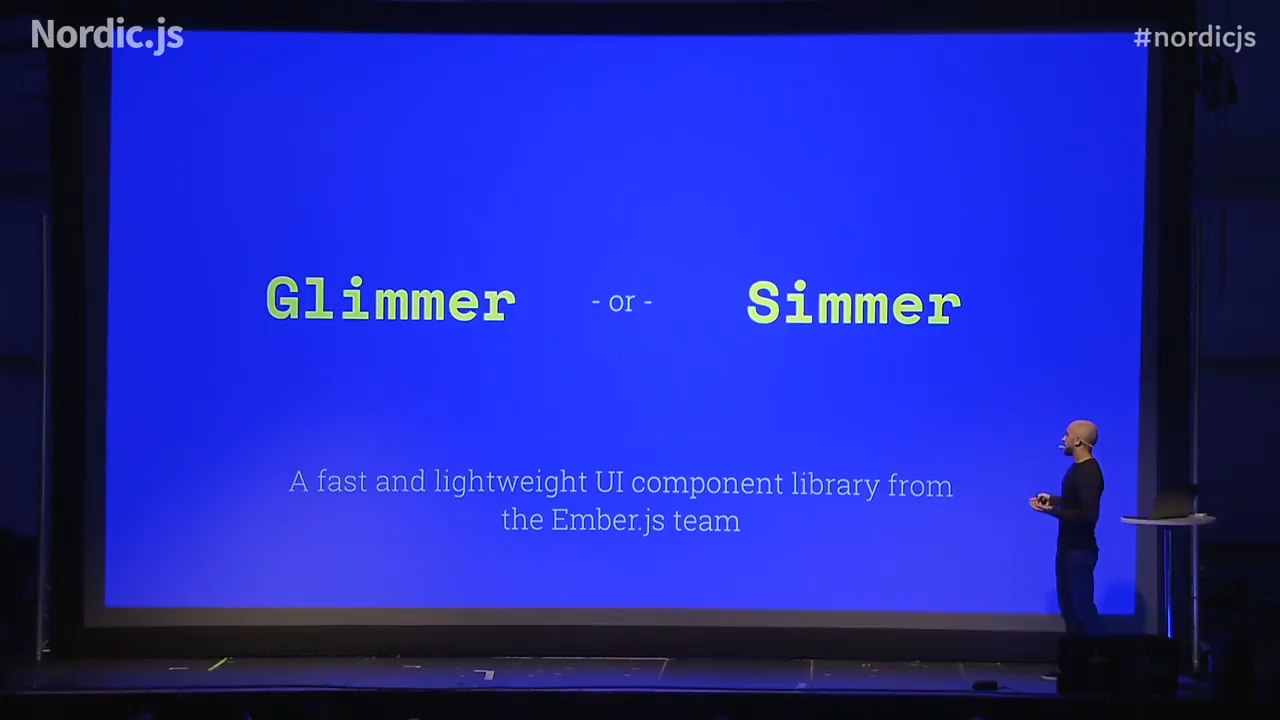 Nordic.js
#nordicjs
Glimmer - or - Simmer
A fast and lightweight UI component library from
the Ember.js team